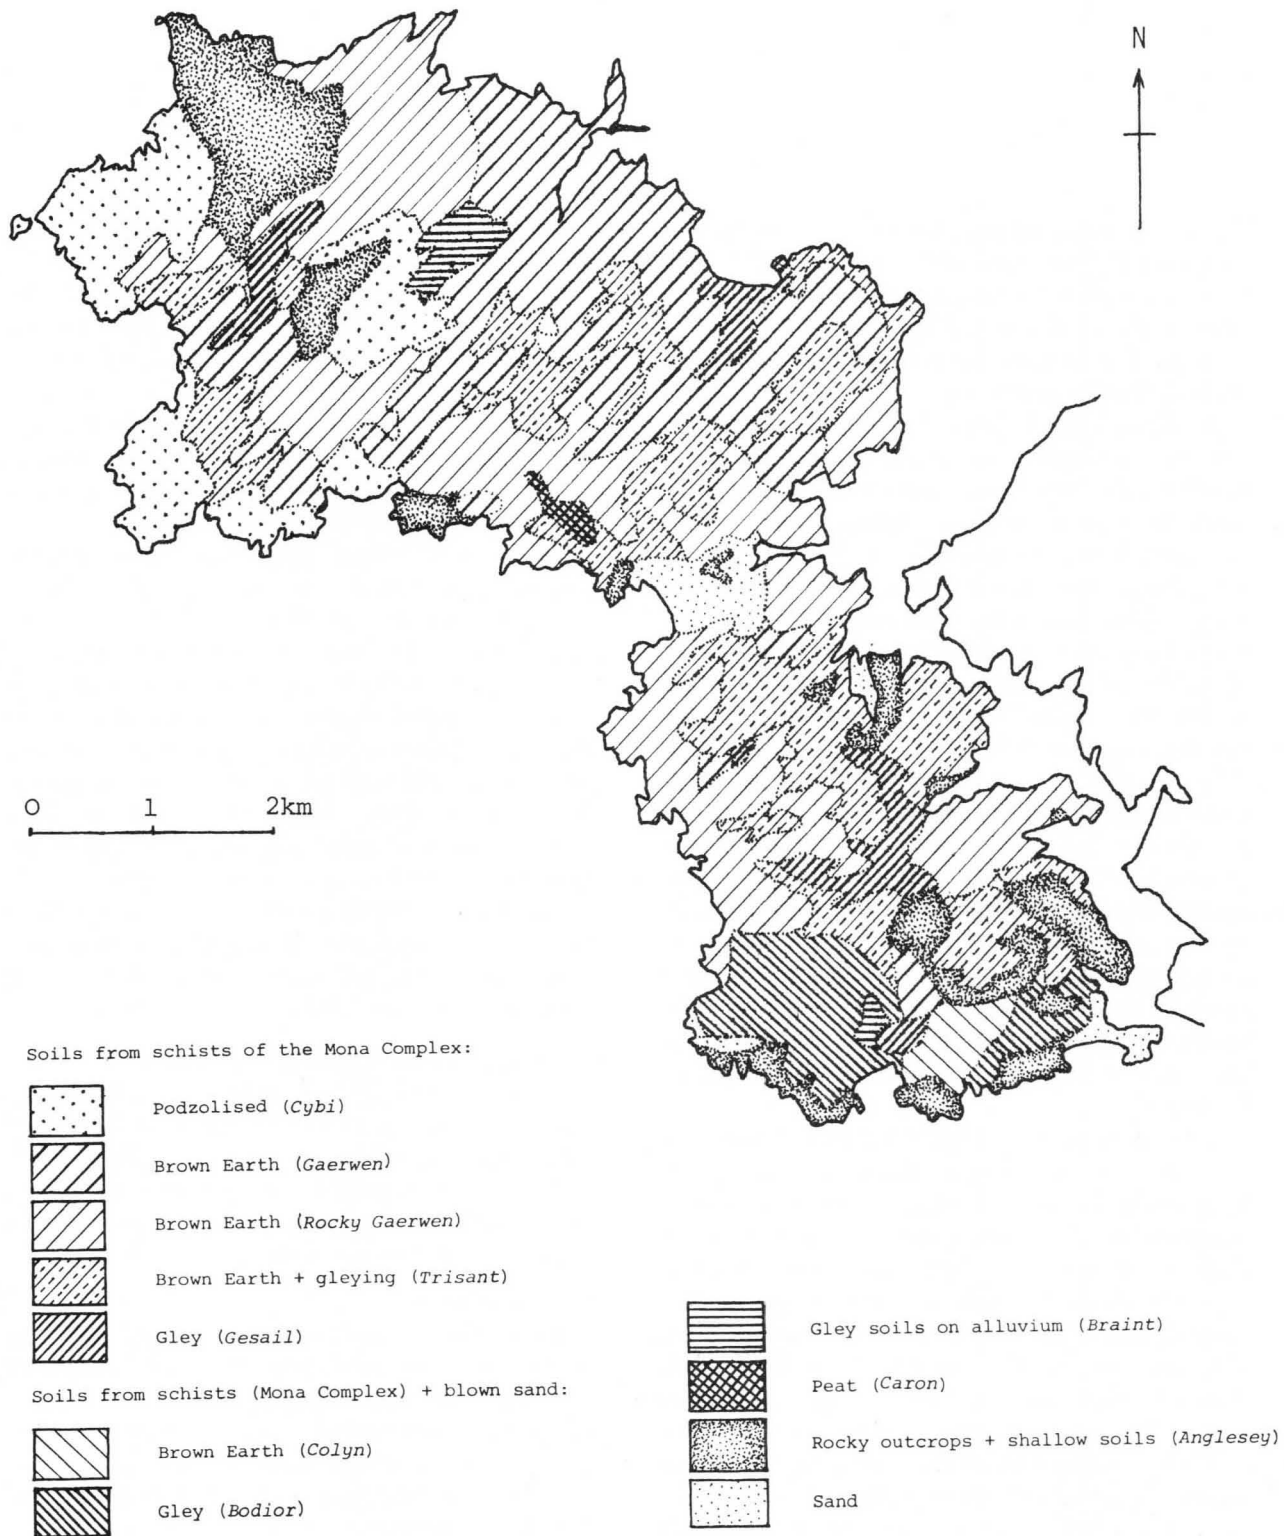 N
0 1 2km
Soils from schists of the Mona Complex:
Podzolised (Cybi)
Brown Earth (Gaerwen)
Brown Earth (Rocky Gaerwen)
Brown Earth + gleying (Trisant)
Gley (Gesail)
Soils from schists (Mona Complex) + blown sand:
Brown Earth (Colyn)
Gley (Bodior)
Gley soils on alluvium (Braint)
Peat (Caron)
Rocky outcrops + shallow soils (Anglesey)
Sand